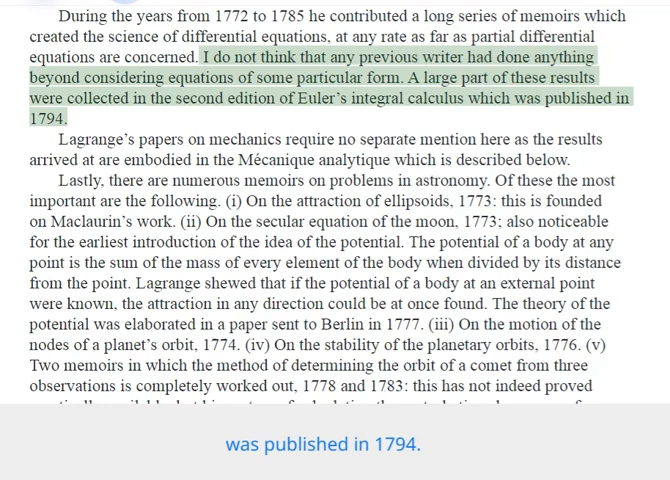 During the years from 1772 to 1785 he contributed a long series of memoirs which
created the science of differential equations, at any rate as far as partial differential
equations are concerned. I do not think that any previous writer had done anything
beyond considering equations of some particular form. A large part of these results
were collected in the second edition of Euler's integral calculus which was published in
1794.
Lagrange's papers on mechanics require no separate mention here as the results
arrived at are embodied in the Mécanique analytique which is described below.
Lastly, there are numerous memoirs on problems in astronomy. Of these the most
important are the following. (i) On the attraction of ellipsoids, 1773: this is founded
on Maclaurin's work. (ii) On the secular equation of the moon, 1773; also noticeable
for the earliest introduction of the idea of the potential. The potential of a body at any
point is the sum of the mass of every element of the body when divided by its distance
from the point. Lagrange shewed that if the potential of a body at an external point
were known, the attraction in any direction could be at once found. The theory of the
potential was elaborated in a paper sent to Berlin in 1777. (iii) On the motion of the
nodes of a planet's orbit, 1774. (iv) On the stability of the planetary orbits, 1776. (v)
Two memoirs in which the method of determining the orbit of a comet from three
observations is completely worked out, 1778 and 1783: this has not indeed proved
was published in 1794.